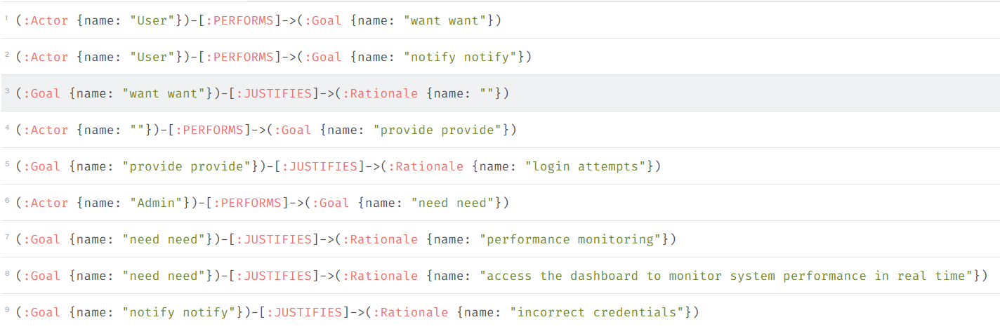 1 (:Actor {name: "User"})-[:PERFORMS]->(:Goal {name: "want want"})
2 (:Actor {name: "User"})-[:PERFORMS]->(:Goal {name: "notify notify"})
3 (:Goal {name: "want want"})-[:JUSTIFIES]->(:Rationale {name: ""})
4 (:Actor {name: ""})-[:PERFORMS]->(:Goal {name: "provide provide"})
5 (:Goal {name: "provide provide"})-[:JUSTIFIES]->(:Rationale {name: "login attempts"})
6 (:Actor {name: "Admin"})-[:PERFORMS]->(:Goal {name: "need need"})
7 (:Goal {name: "need need"})-[:JUSTIFIES]->(:Rationale {name: "performance monitoring"})
8 (:Goal {name: "need need"})-[:JUSTIFIES]->(:Rationale {name: "access the dashboard to monitor system performance in real time"})
9 (:Goal {name: "notify notify"})-[:JUSTIFIES]->(:Rationale {name: "incorrect credentials"})